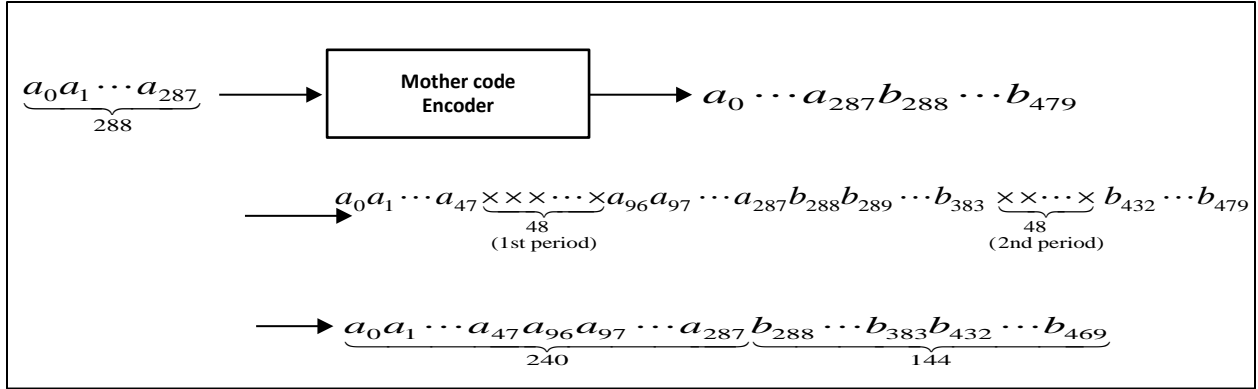 a₀a₁ ⋯ a₂₈₇
288
Mother code
Encoder
a₀ ⋯ a₂₈₇b₂₈₈ ⋯ b₄₇₉
a₀a₁ ⋯ a₄₇×××⋯×a₉₆a₉₇ ⋯ a₂₈₇b₂₈₈b₂₈₉ ⋯ b₃₈₃ ××⋯× b₄₃₂ ⋯ b₄₇₉
48 48
(1st period) (2nd period)
a₀a₁ ⋯ a₄₇a₉₆a₉₇ ⋯ a₂₈₇b₂₈₈ ⋯ b₃₈₃b₄₃₂ ⋯ b₄₆₉
240 144